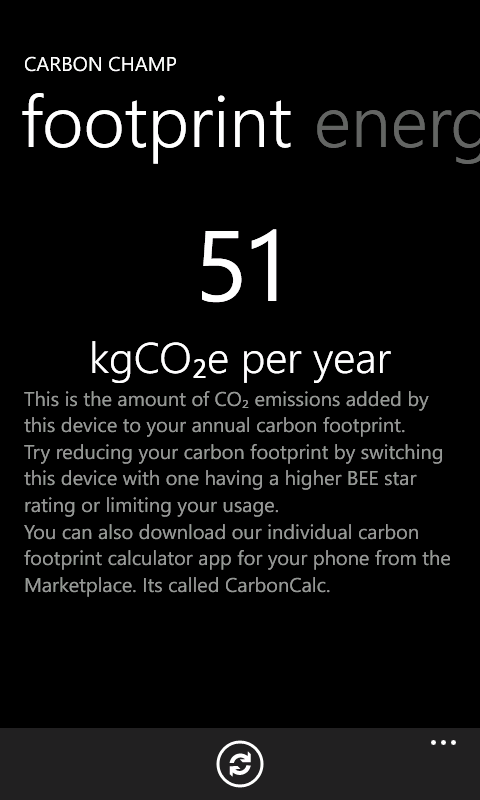 CARBON CHAMP
footprint energ
51
kgCO₂e per year
This is the amount of CO₂ emissions added by
this device to your annual carbon footprint.
Try reducing your carbon footprint by switching
this device with one having a higher BEE star
rating or limiting your usage.
You can also download our individual carbon
footprint calculator app for your phone from the
Marketplace. Its called CarbonCalc.